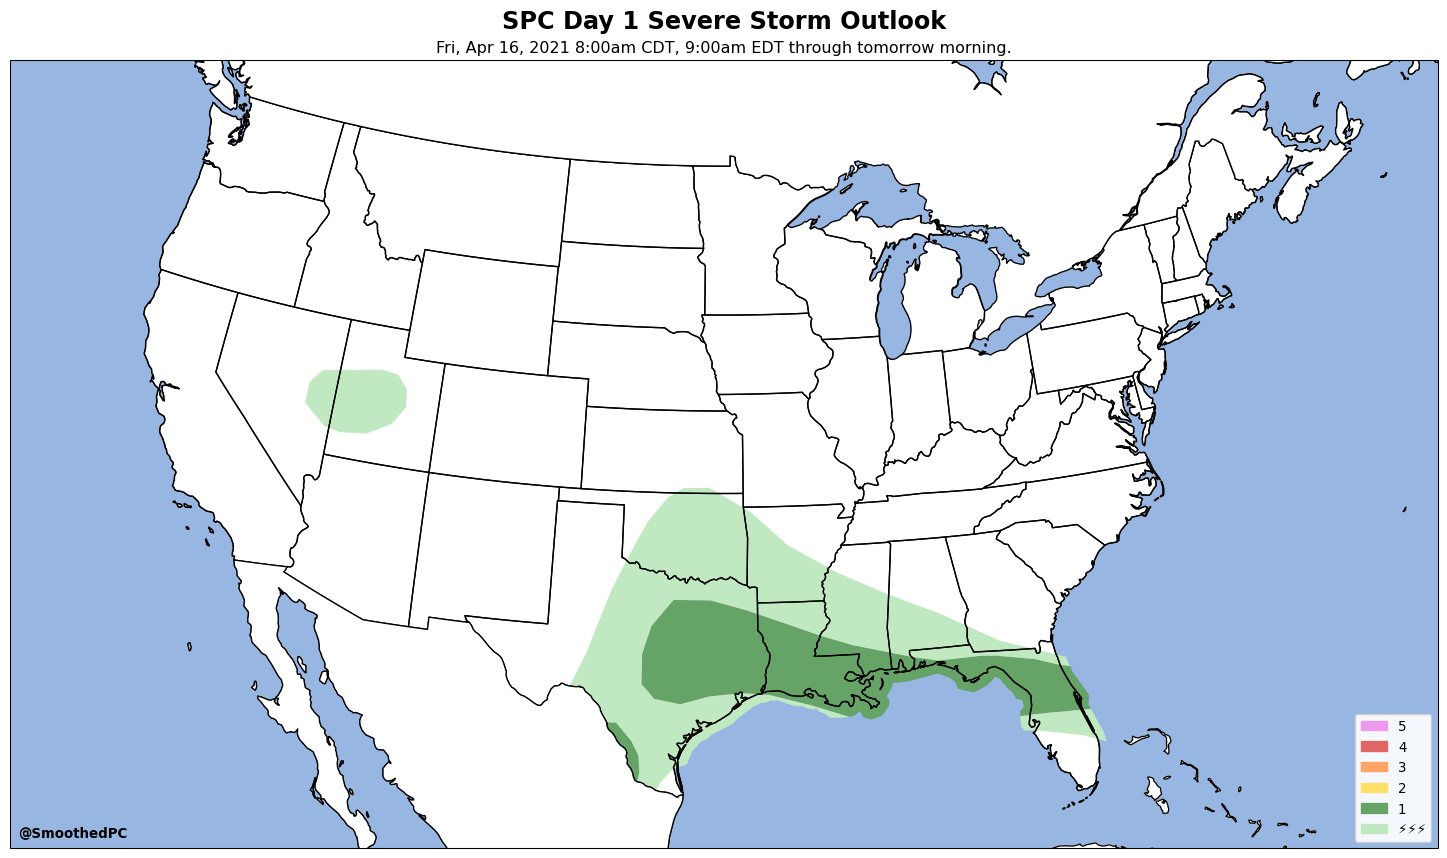 SPC Day 1 Severe Storm Outlook
Fri, Apr 16, 2021 8:00am CDT, 9:00am EDT through tomorrow morning.
5
4
3
2
1
⚡⚡⚡
@SmoothedPC